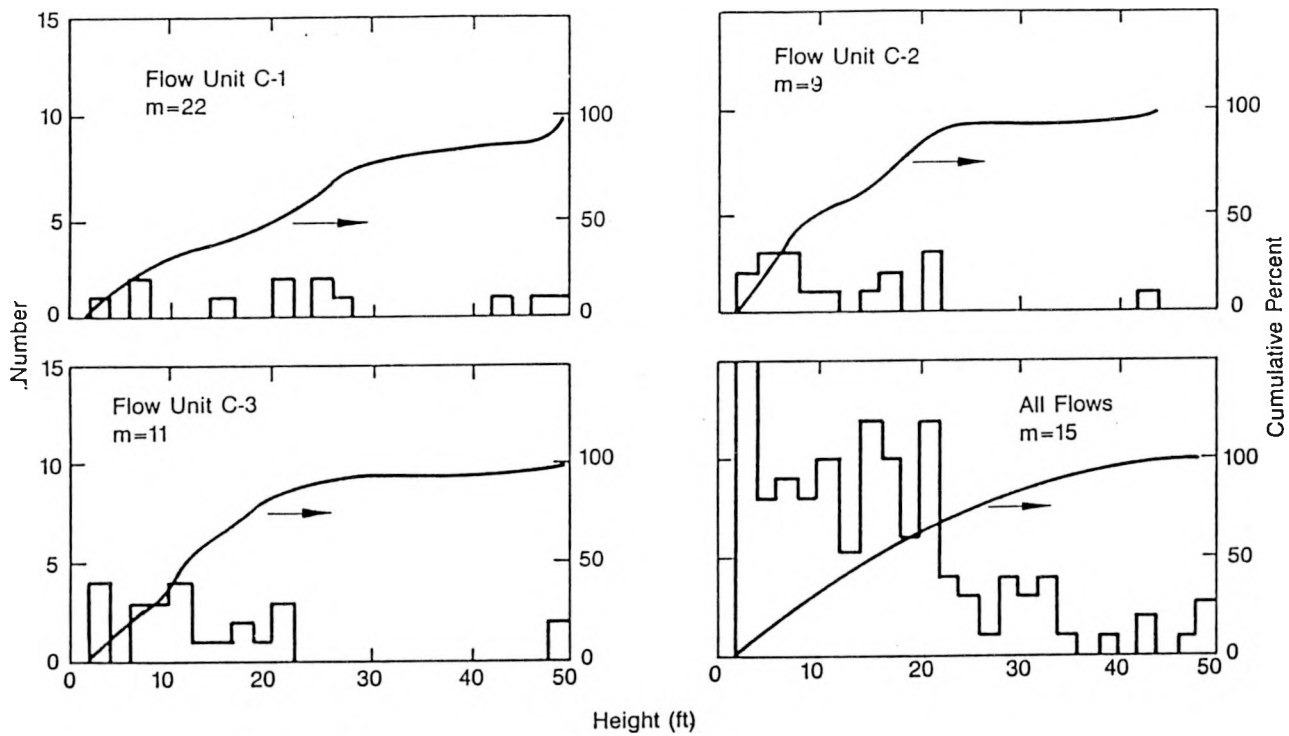 15
10
5
0
Flow Unit C-1
m=22
100
50
0
Flow Unit C-2
m=9
100
50
0
Number
15
10
5
0
0
10
20
30
40
50
Flow Unit C-3
m=11
100
50
0
All Flows
m=15
100
50
0
0
10
20
30
40
50
Cumulative Percent
Height (ft)